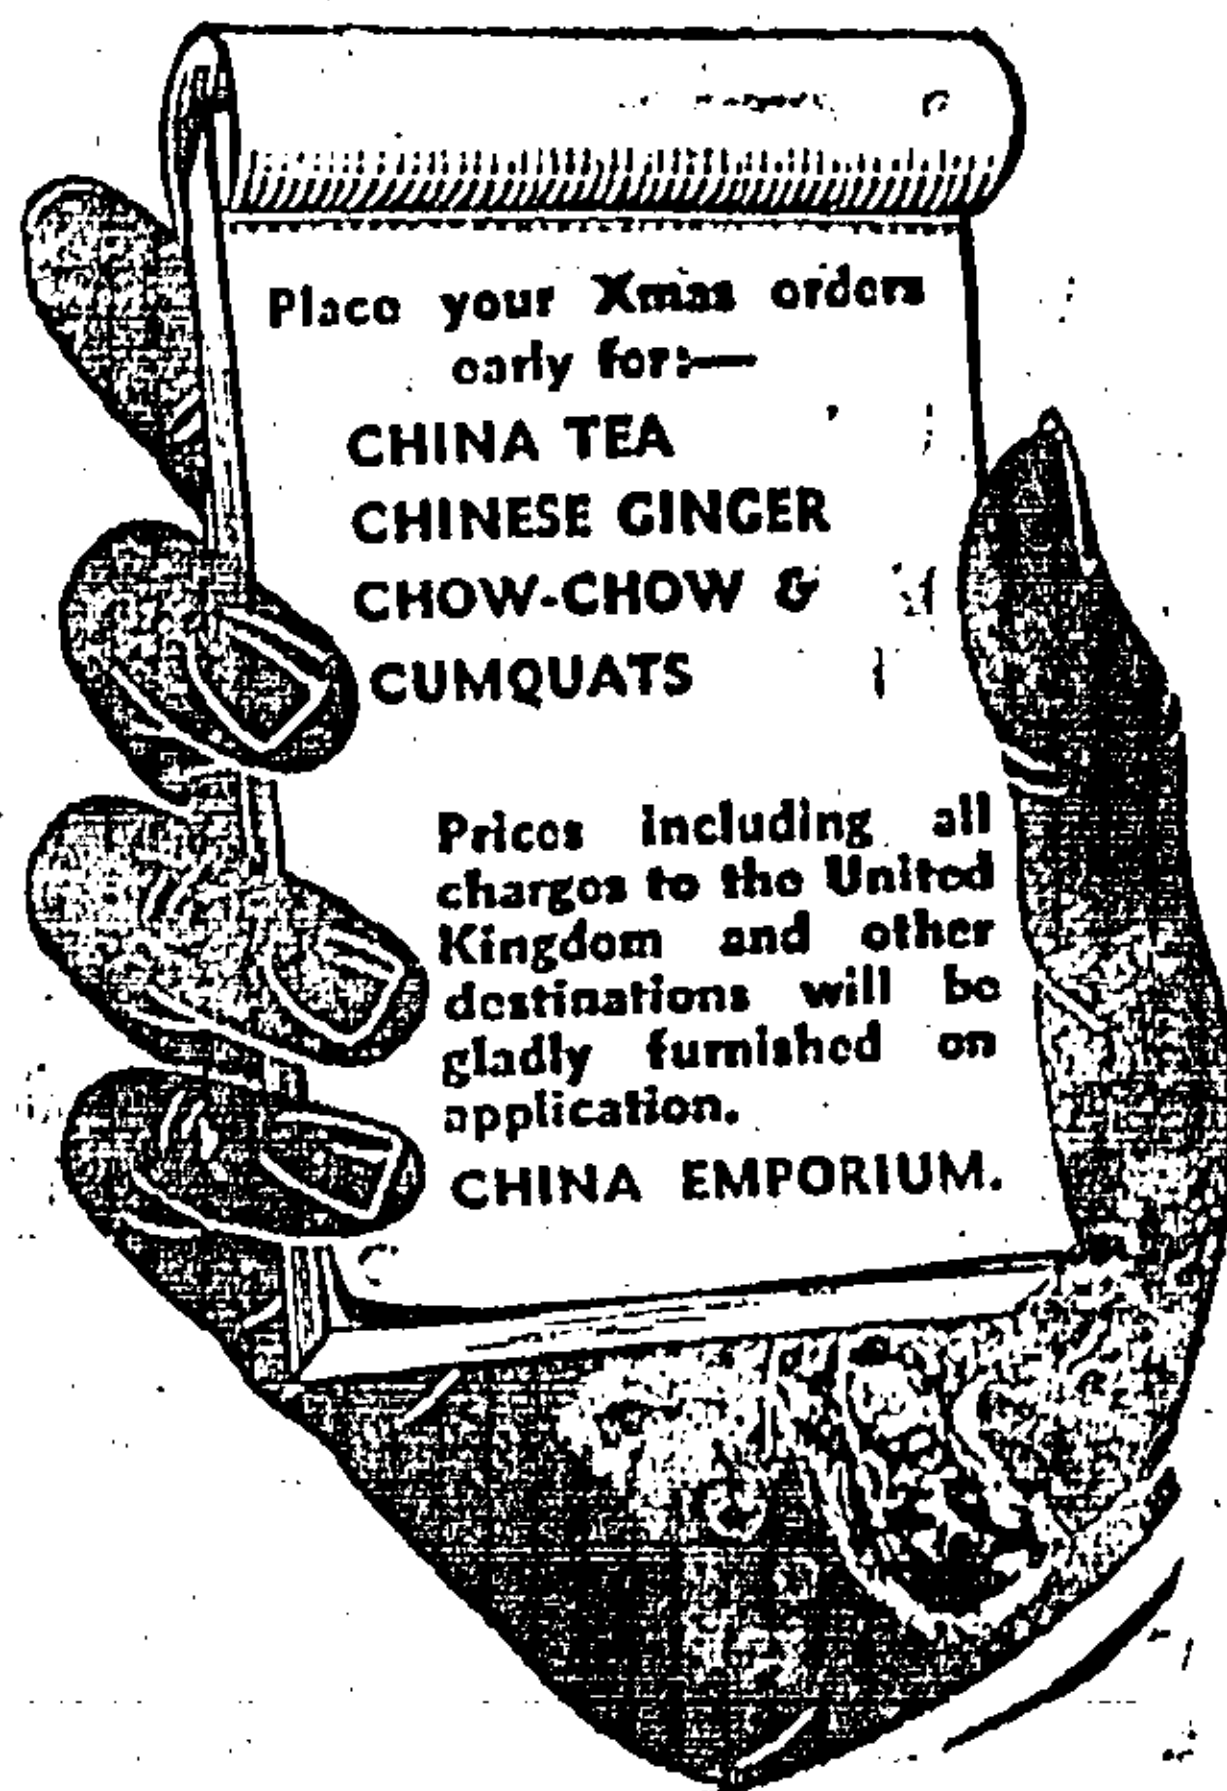 Place your Xmas orders
early for:—
CHINA TEA
CHINESE GINGER
CHOW-CHOW &
CUMQUATS
Prices including all
charges to the United
Kingdom and other
destinations will be
gladly furnished on
application.
CHINA EMPORIUM.